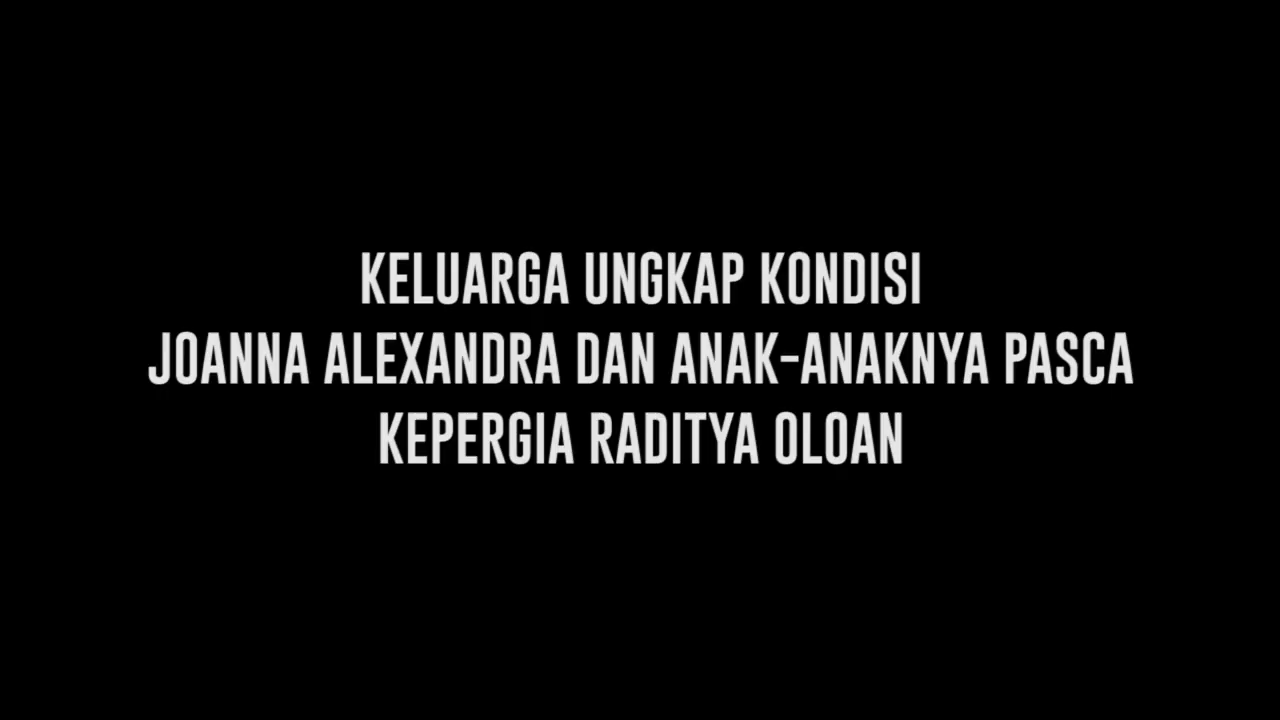 KELUARGA UNGKAP KONDISI
JOANNA ALEXANDRA DAN ANAK-ANAKNYA PASCA
KEPERGIA RADITYA OLOAN